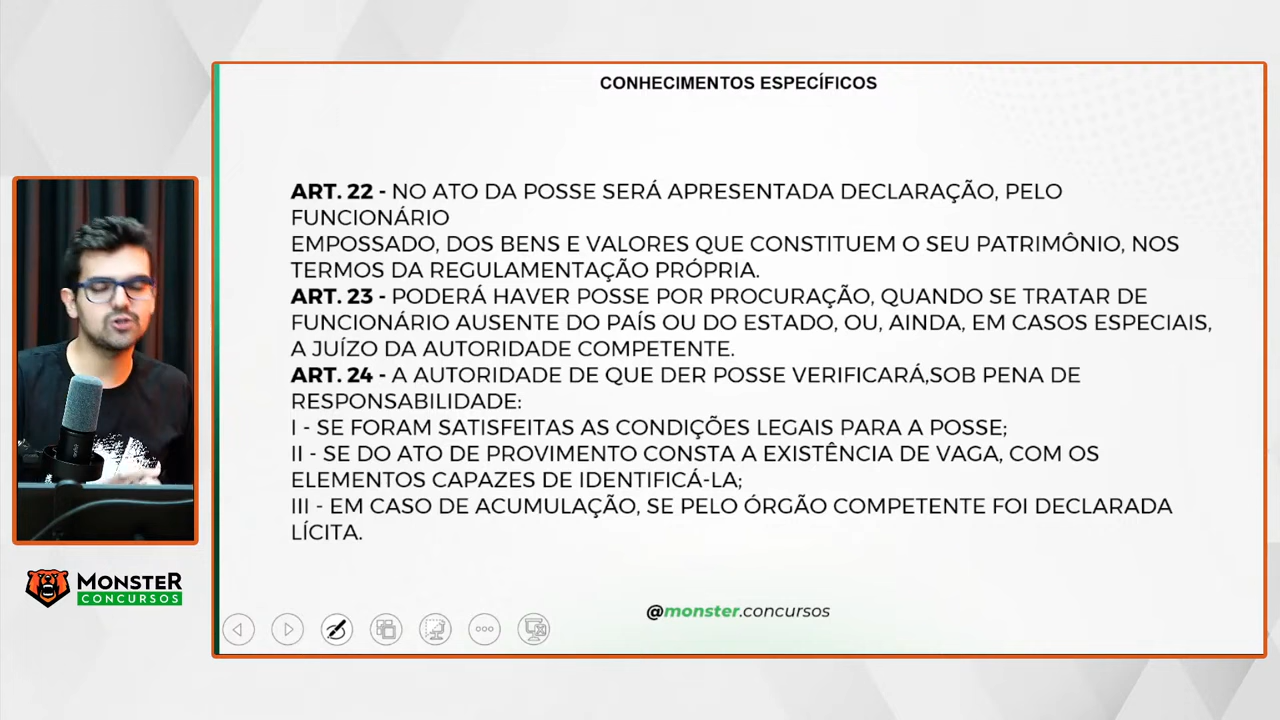 CONHECIMENTOS ESPECÍFICOS
ART. 22 - NO ATO DA POSSE SERÁ APRESENTADA DECLARAÇÃO, PELO
FUNCIONÁRIO
EMPOSSADO, DOS BENS E VALORES QUE CONSTITUEM O SEU PATRIMÔNIO, NOS
TERMOS DA REGULAMENTAÇÃO PRÓPRIA.
ART. 23 - PODERÁ HAVER POSSE POR PROCURAÇÃO, QUANDO SE TRATAR DE
FUNCIONÁRIO AUSENTE DO PAÍS OU DO ESTADO, OU, AINDA, EM CASOS ESPECIAIS,
A JUÍZO DA AUTORIDADE COMPETENTE.
ART. 24 - A AUTORIDADE DE QUE DER POSSE VERIFICARÁ,SOB PENA DE
RESPONSABILIDADE:
I - SE FORAM SATISFEITAS AS CONDIÇÕES LEGAIS PARA A POSSE;
II - SE DO ATO DE PROVIMENTO CONSTA A EXISTÊNCIA DE VAGA, COM OS
ELEMENTOS CAPAZES DE IDENTIFICÁ-LA;
III - EM CASO DE ACUMULAÇÃO, SE PELO ÓRGÃO COMPETENTE FOI DECLARADA
LÍCITA.
@monster.concursos
MONSTER
CONCURSOS